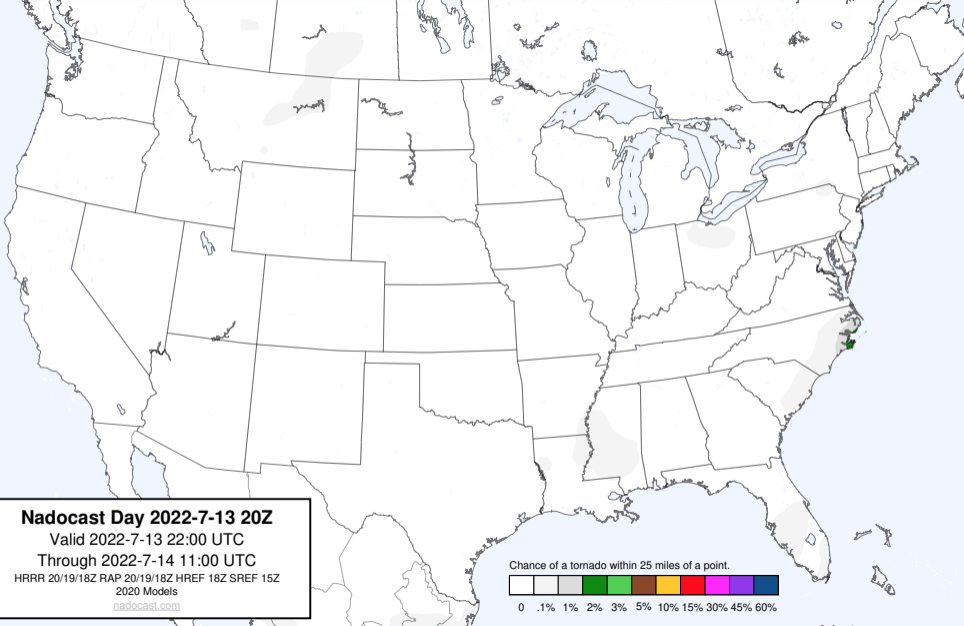 Nadocast Day 2022-7-13 20Z
Valid 2022-7-13 22:00 UTC
Through 2022-7-14 11:00 UTC
HRRR 20/19/18Z RAP 20/19/18Z HREF 18Z SREF 15Z
2020 Models
nadocast.com
Chance of a tornado within 25 miles of a point.
0 .1% 1% 2% 3% 5% 10% 15% 30% 45% 60%